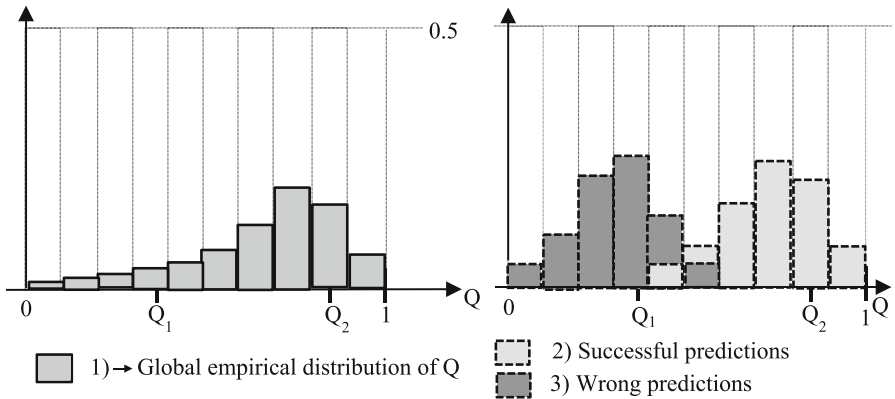 0.5
0 Q₁ Q₂ 1 Q
0 Q₁ Q₂ 1 Q
1) → Global empirical distribution of Q
2) Successful predictions
3) Wrong predictions